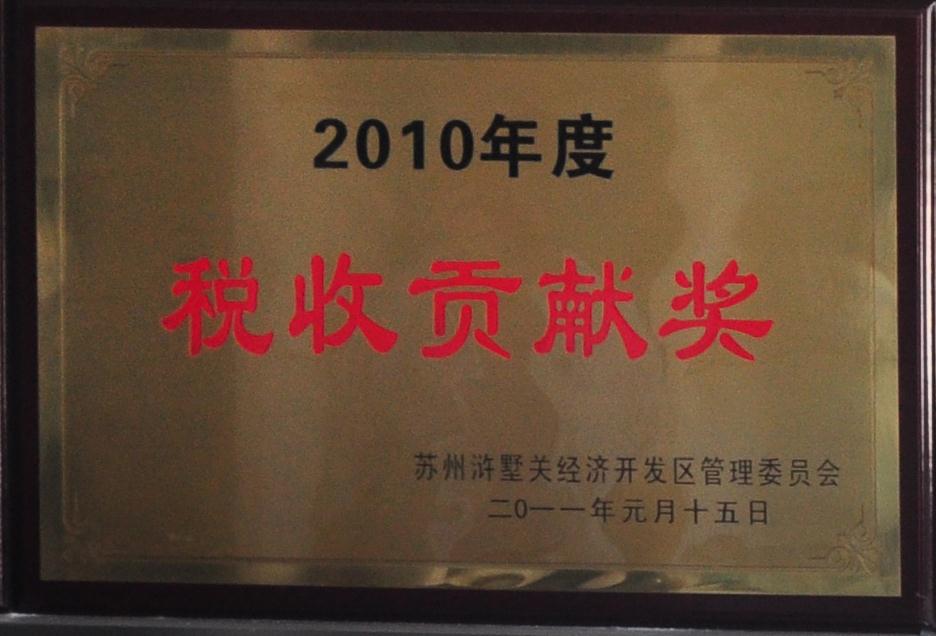 2010年度
税收贡献奖
苏州浒墅关经济开发区管理委员会
二0一一年元月十五日